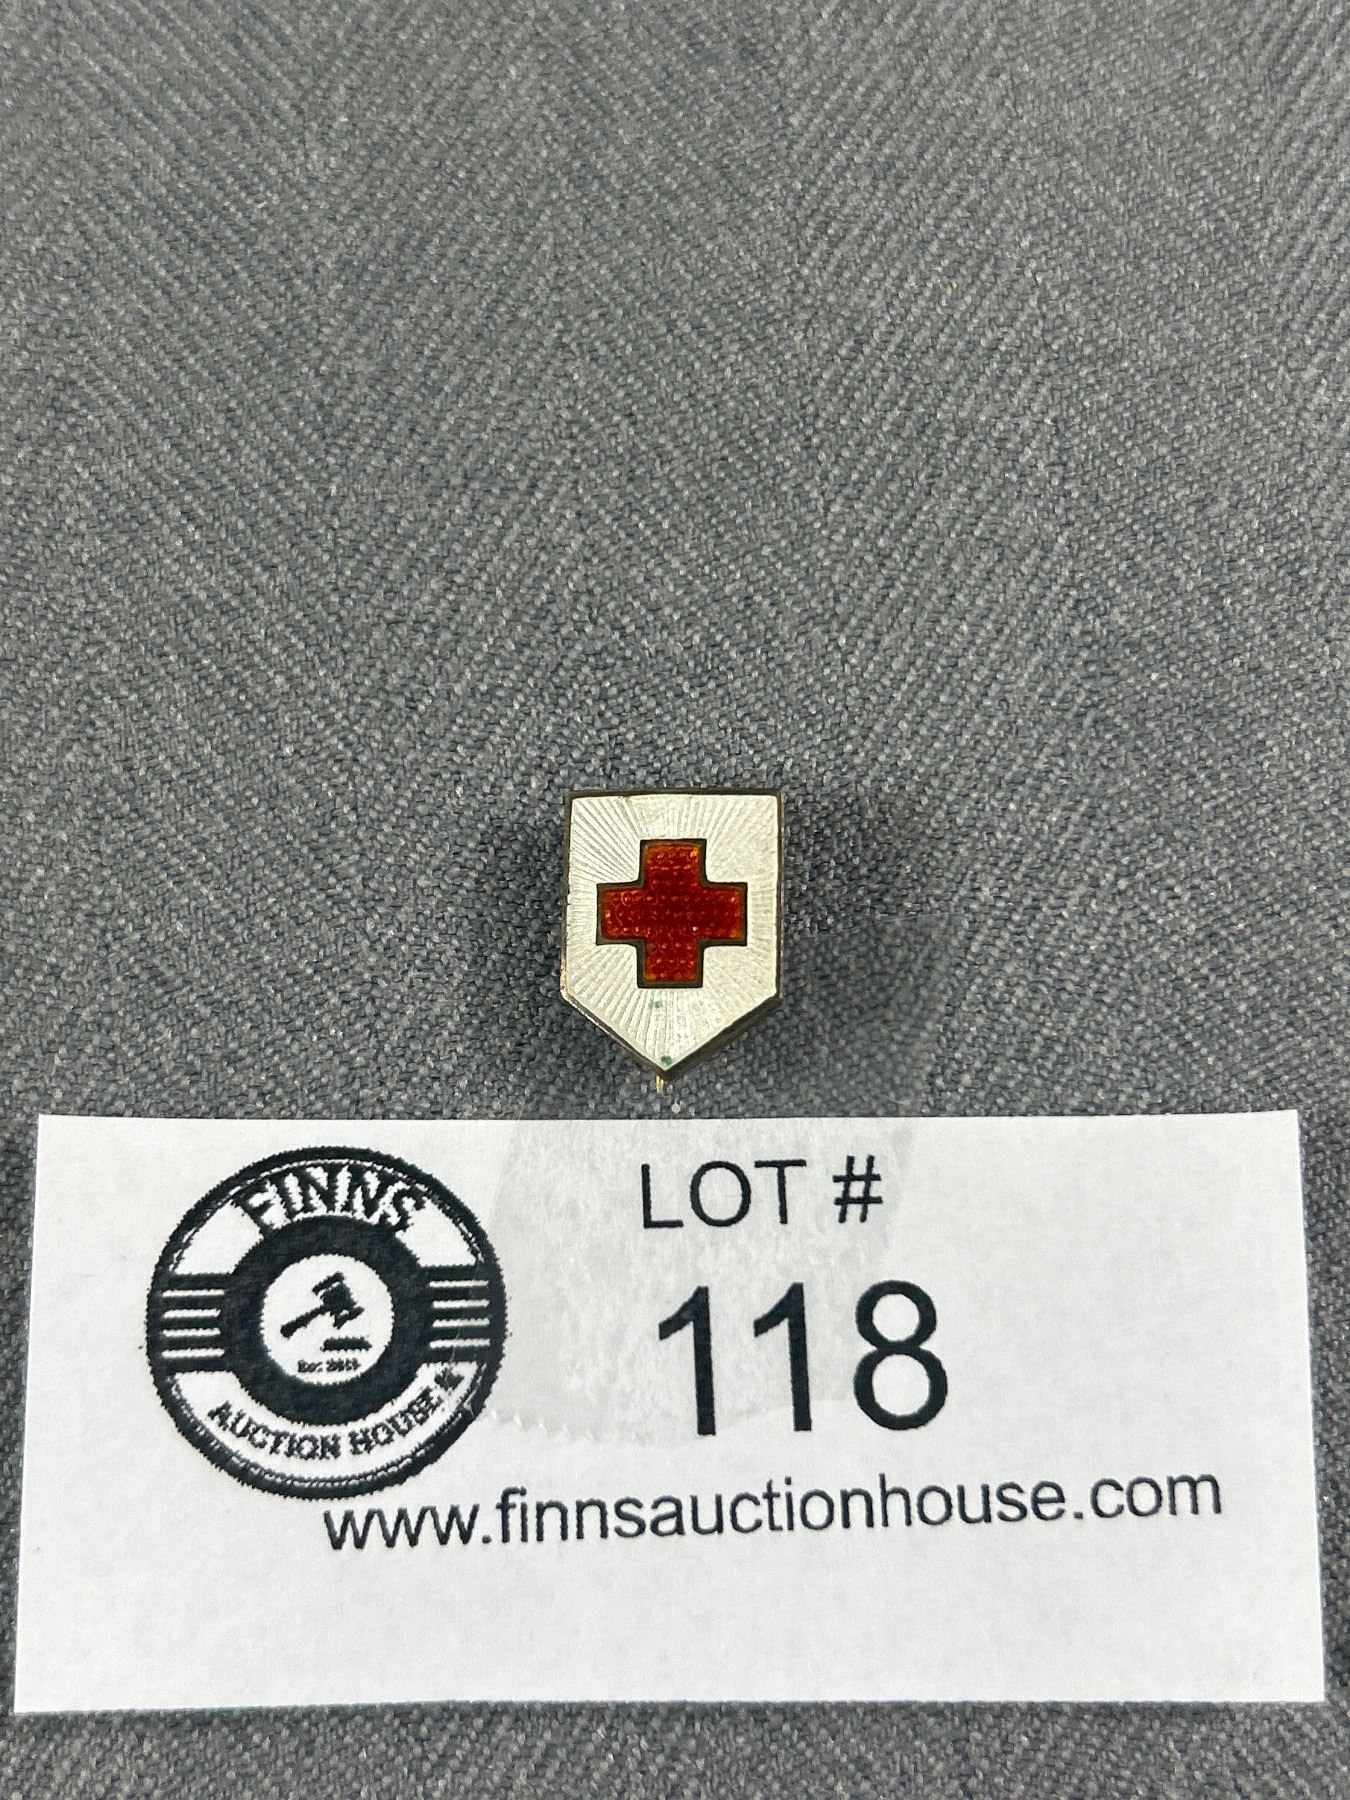 FINNS
AUCTION HOUSE
LOT #
118
www.finnsauctionhouse.com